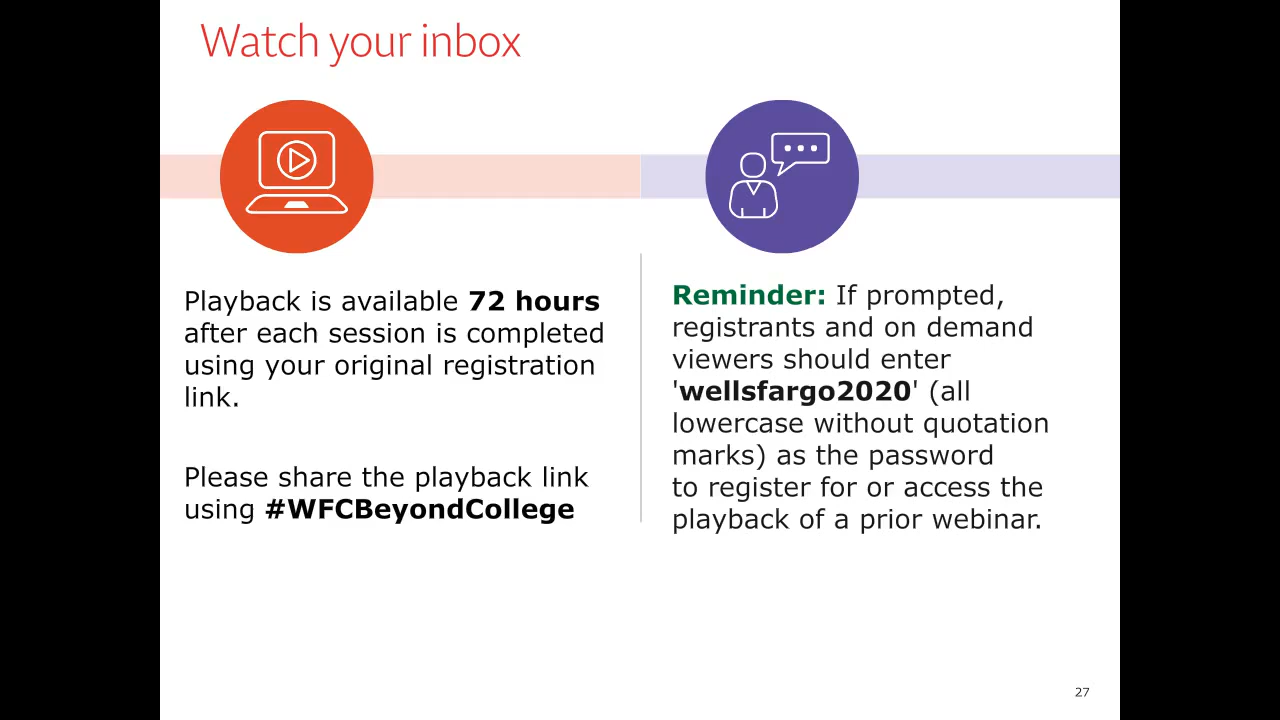 Watch your inbox
Playback is available 72 hours
after each session is completed
using your original registration
link.
Please share the playback link
using #WFCBeyondCollege
Reminder: If prompted,
registrants and on demand
viewers should enter
'wellsfargo2020' (all
lowercase without quotation
marks) as the password
to register for or access the
playback of a prior webinar.
27